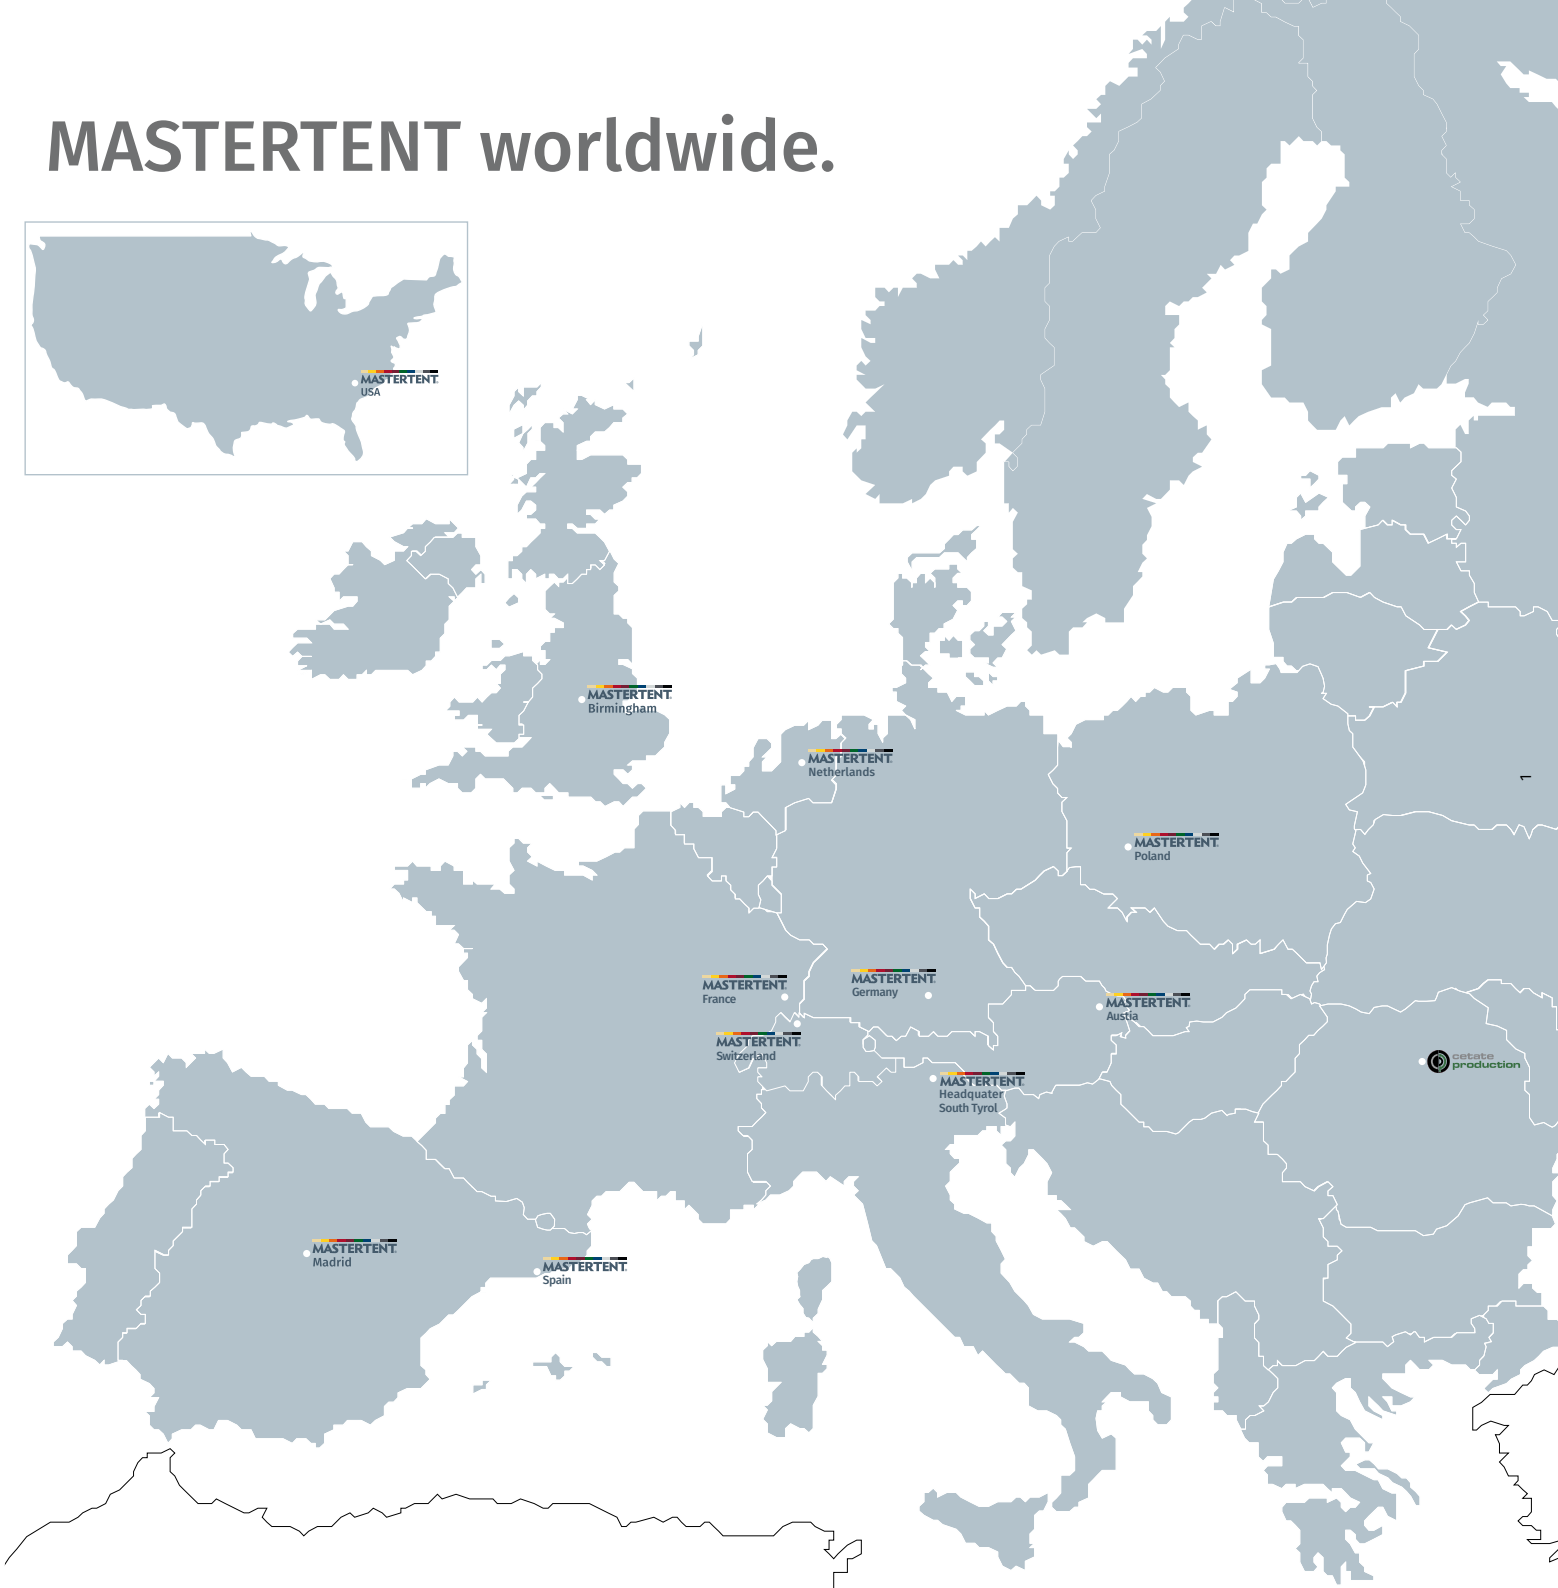 MASTERTENT worldwide.
MASTERTENT
USA
MASTERTENT
Birmingham
MASTERTENT
Netherlands
1
MASTERTENT
Poland
MASTERTENT
France
MASTERTENT
Germany
MASTERTENT
Austia
MASTERTENT
Switzerland
cetate
production
MASTERTENT
Headquater
South Tyrol
MASTERTENT
Madrid
MASTERTENT
Spain